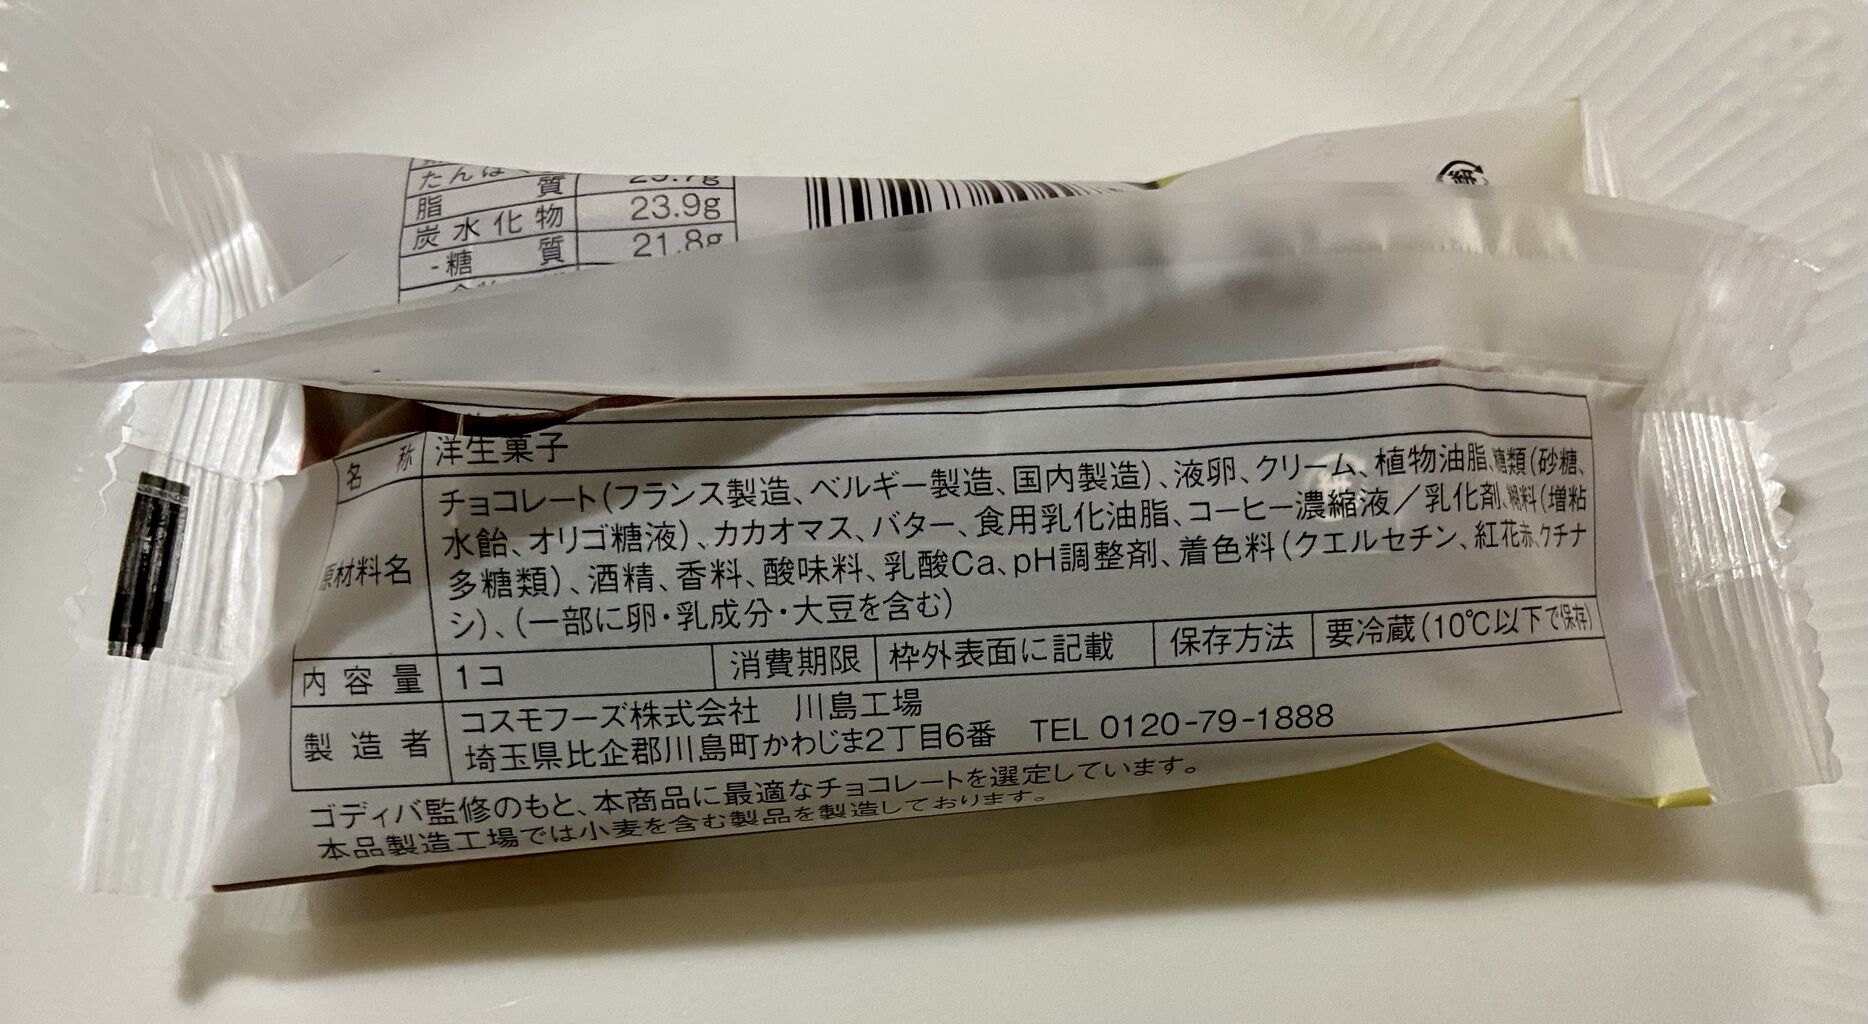 たんぱく質
脂 質 23.9g
炭水化物 21.8g
-糖 質
名 称 洋生菓子
原材料名 チョコレート(フランス製造、ベルギー製造、国内製造)、液卵、クリーム、植物油脂、糖類(砂糖、
水飴、オリゴ糖液)、カカオマス、バター、食用乳化油脂、コーヒー濃縮液／乳化剤、糊料(増粘
多糖類)、酒精、香料、酸味料、乳酸Ca、pH調整剤、着色料(クエルセチン、紅花赤、クチナ
シ)、(一部に卵・乳成分・大豆を含む)
内容量 1コ 消費期限 枠外表面に記載 保存方法 要冷蔵(10℃以下で保存)
製造者 コスモフーズ株式会社 川島工場
埼玉県比企郡川島町かわじま2丁目6番 TEL 0120-79-1888
ゴディバ監修のもと、本商品に最適なチョコレートを選定しています。
本品製造工場では小麦を含む製品を製造しております。